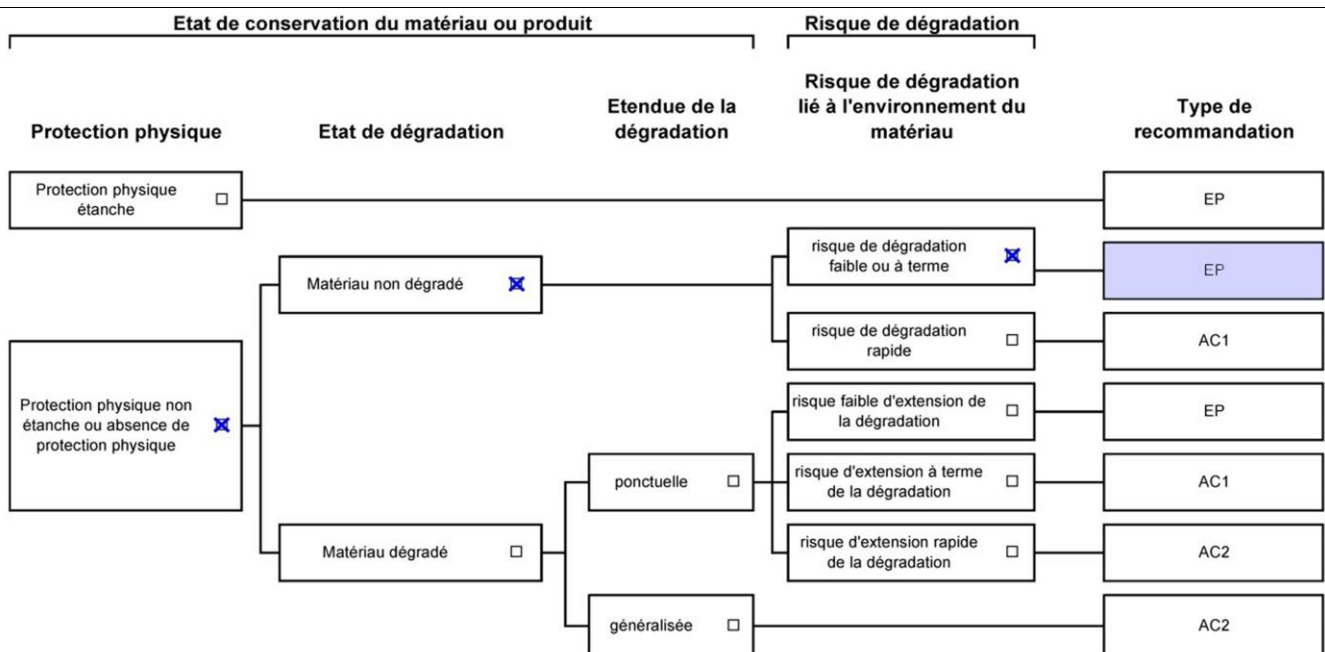 Etat de conservation du matériau ou produit
Risque de dégradation
Protection physique
Etat de dégradation
Etendue de la
dégradation
Risque de dégradation
lié à l'environnement du
matériau
Type de
recommandation
Protection physique
étanche
EP
risque de dégradation
faible ou à terme
EP
Matériau non dégradé
risque de dégradation
rapide
AC1
Protection physique non
étanche ou absence de
protection physique
risque faible d'extension de
la dégradation
EP
ponctuelle
risque d'extension à terme
de la dégradation
AC1
Matériau dégradé
risque d'extension rapide
de la dégradation
AC2
généralisée
AC2